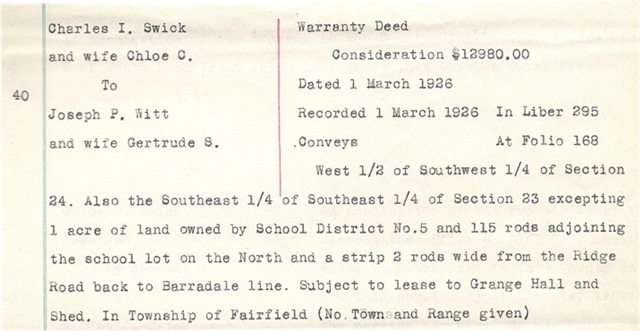 Charles I. Swick
and wife Chloe C.
To
40
Joseph P. Witt
and wife Gertrude S.
Warranty Deed
Consideration $12980.00
Dated 1 March 1926
Recorded 1 March 1926 In Liber 295
Conveys At Folio 168
West 1/2 of Southwest 1/4 of Section
24. Also the Southeast 1/4 of Southeast 1/4 of Section 23 excepting
1 acre of land owned by School District No.5 and 115 rods adjoining
the school lot on the North and a strip 2 rods wide from the Ridge
Road back to Barradale line. Subject to lease to Grange Hall and
Shed. In Township of Fairfield (No Town and Range given)